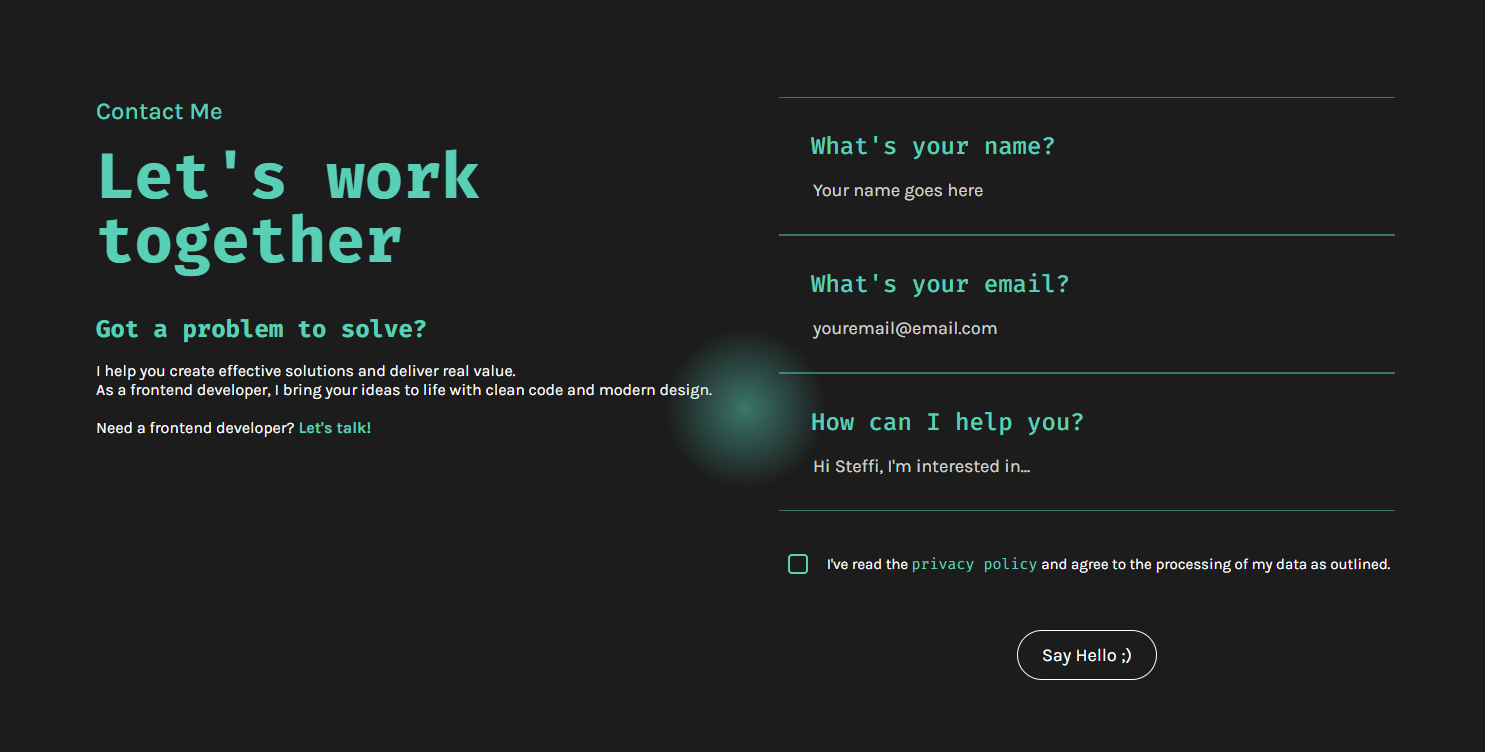 Contact Me
Let's work
together
Got a problem to solve?
I help you create effective solutions and deliver real value.
As a frontend developer, I bring your ideas to life with clean code and modern design.
Need a frontend developer? Let's talk!
What's your name?
Your name goes here
What's your email?
youremail@email.com
How can I help you?
Hi Steffi, I'm interested in...
I've read the privacy policy and agree to the processing of my data as outlined.
Say Hello ;)